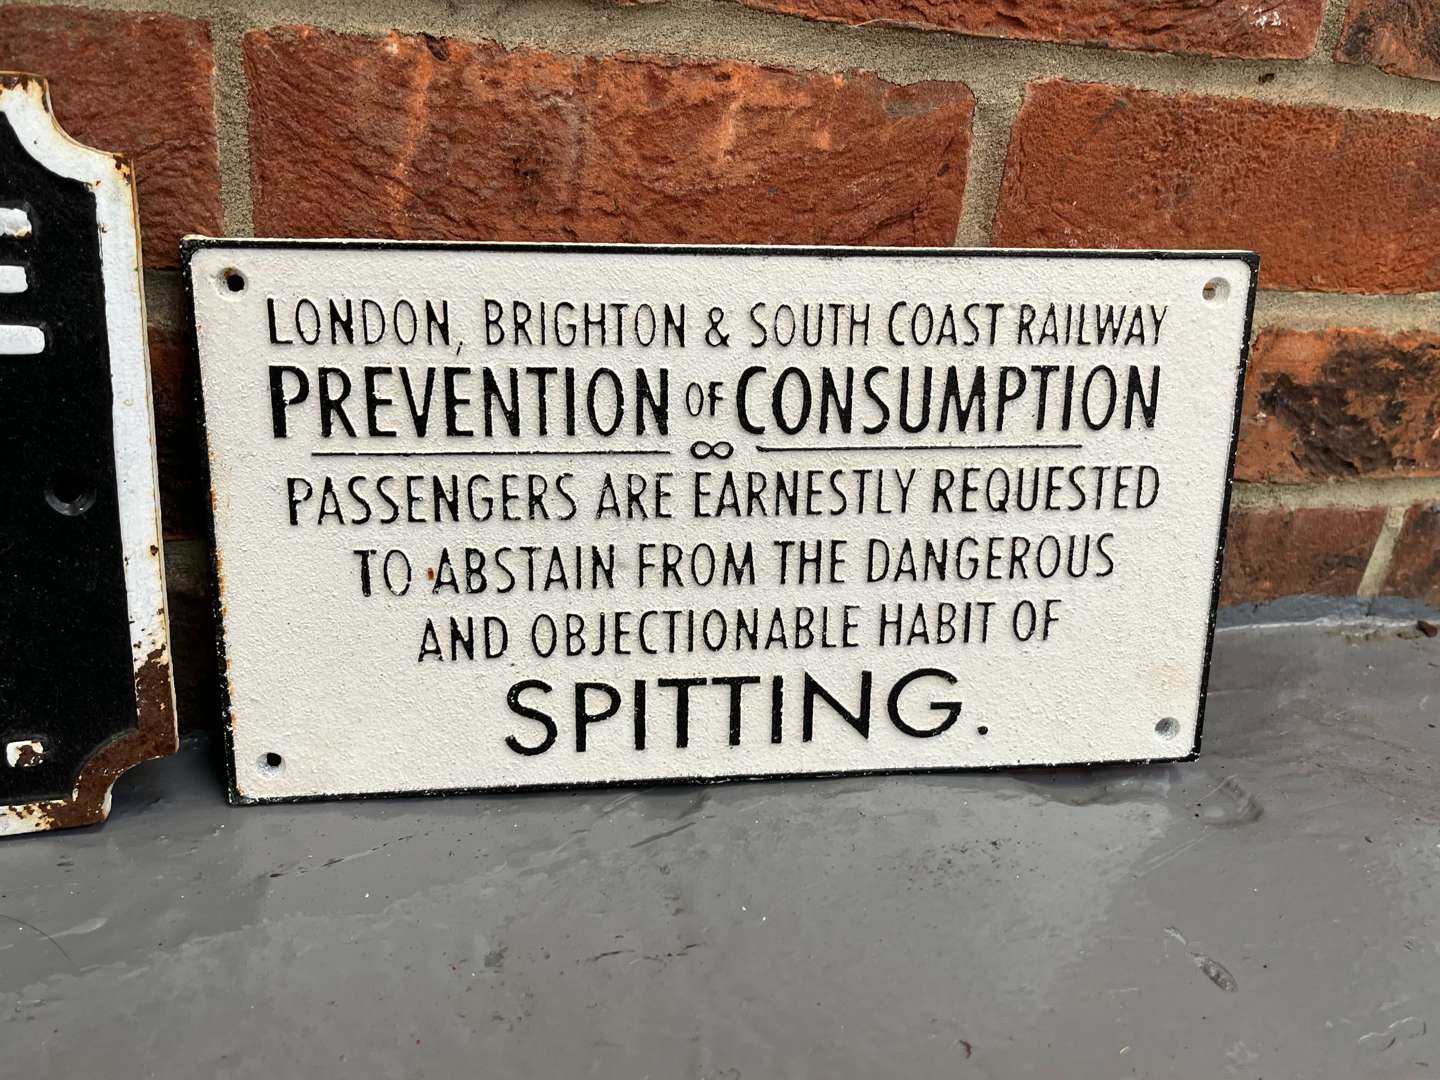 LONDON, BRIGHTON & SOUTH COAST RAILWAY
PREVENTION OF CONSUMPTION
PASSENGERS ARE EARNESTLY REQUESTED
TO ABSTAIN FROM THE DANGEROUS
AND OBJECTIONABLE HABIT OF
SPITTING.